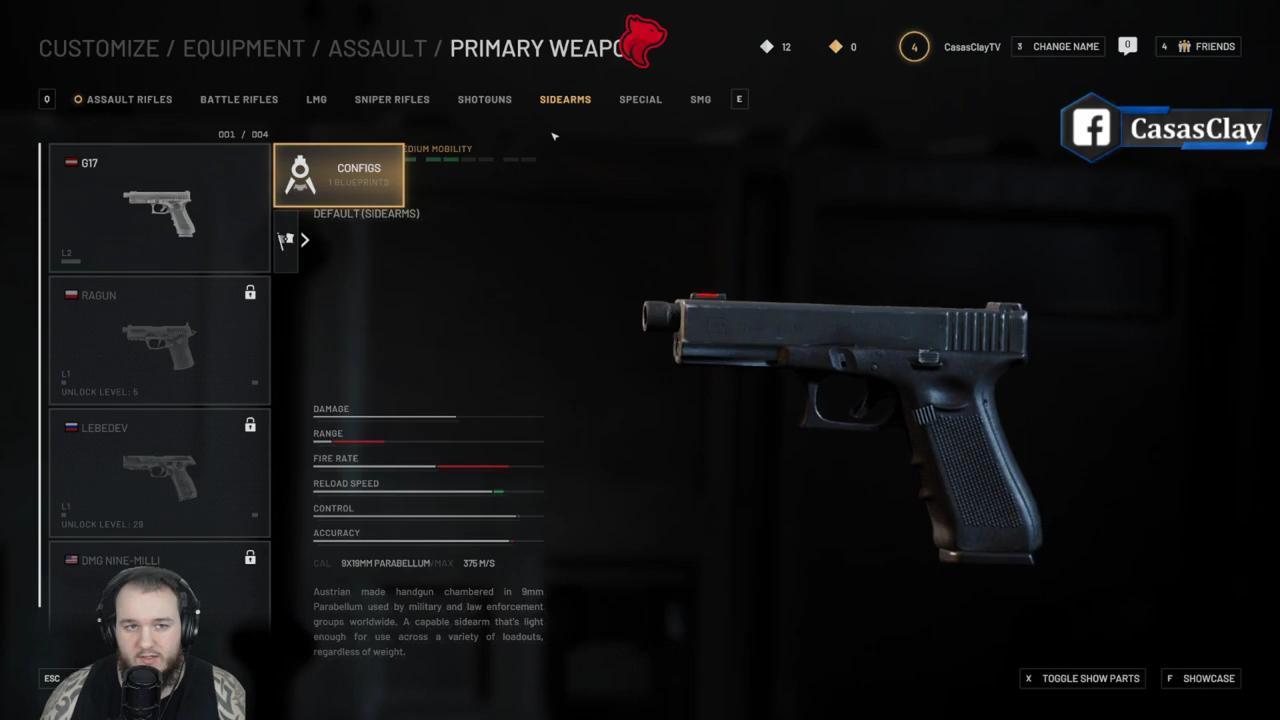 CUSTOMIZE / EQUIPMENT / ASSAULT / PRIMARY WEAPO
12
0
4
CasasClayTV
3 CHANGE NAME
0
4 FRIENDS
Q
ASSAULT RIFLES
BATTLE RIFLES
LMG
SNIPER RIFLES
SHOTGUNS
SIDEARMS
SPECIAL
SMG
E
CasasClay
001 / 004
G17
L2
CONFIGS
1 BLUEPRINTS
EDIUM MOBILITY
DEFAULT (SIDEARMS)
RAGUN
L1
UNLOCK LEVEL: 5
LEBEDEV
L1
UNLOCK LEVEL: 29
DMG NINE-MILLI
DAMAGE
RANGE
FIRE RATE
RELOAD SPEED
CONTROL
ACCURACY
CAL 9X19MM PARABELLUM/MAX 375 M/S
Austrian made handgun chambered in 9mm
Parabellum used by military and law enforcement
groups worldwide. A capable sidearm that's light
enough for use across a variety of loadouts,
regardless of weight.
ESC
X TOGGLE SHOW PARTS
F SHOWCASE